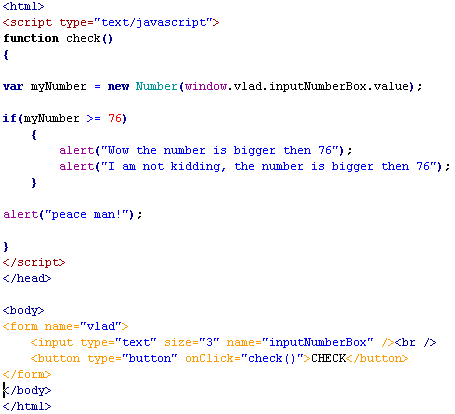 <html>
<script type="text/javascript">
function check()
{
var myNumber = new Number(window.vlad.inputNumberBox.value);
if(myNumber >= 76)
{
alert("Wow the number is bigger then 76");
alert("I am not kidding, the number is bigger then 76");
}
alert("peace man!");
}
</script>
</head>
<body>
<form name="vlad">
<input type="text" size="3" name="inputNumberBox" /><br />
<button type="button" onClick="check()">CHECK</button>
</form>
</body>
</html>